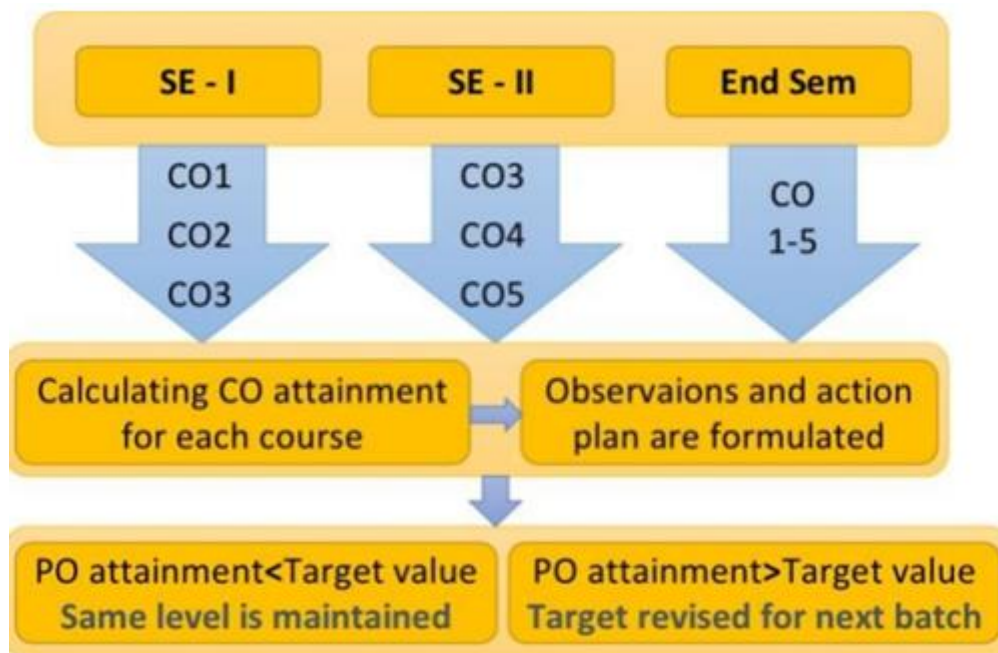 SE - I
SE - II
End Sem
CO1
CO2
CO3
CO3
CO4
CO5
CO
1-5
Calculating CO attainment
for each course
Observaions and action
plan are formulated
PO attainment<Target value
Same level is maintained
PO attainment>Target value
Target revised for next batch